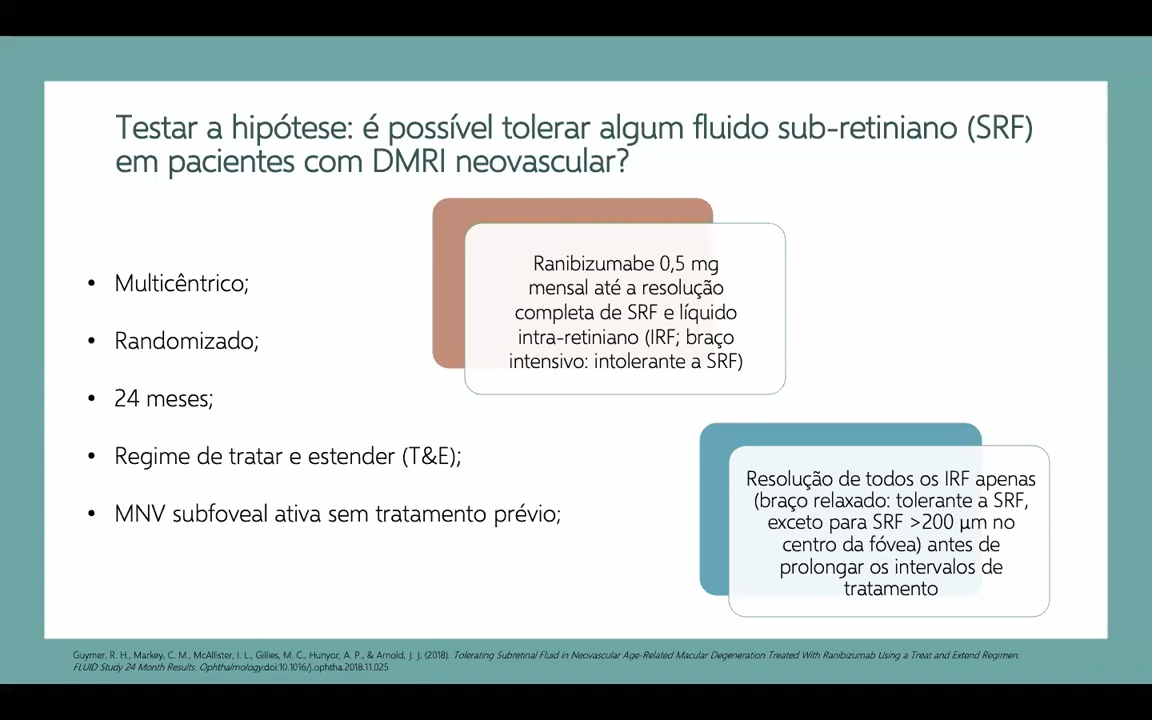 Testar a hipótese: é possível tolerar algum fluido sub-retiniano (SRF)
em pacientes com DMRI neovascular?
• Multicêntrico;
• Randomizado;
• 24 meses;
• Regime de tratar e estender (T&E);
• MNV subfoveal ativa sem tratamento prévio;
Ranibizumabe 0,5 mg
mensal até a resolução
completa de SRF e líquido
intra-retiniano (IRF; braço
intensivo: intolerante a SRF)
Resolução de todos os IRF apenas
(braço relaxado: tolerante a SRF,
exceto para SRF >200 μm no
centro da fóvea) antes de
prolongar os intervalos de
tratamento
Guymer, R. H., Markey, C. M., McAllister, I. L., Gillies, M. C., Hunyor, A. P., & Arnold, J. J. (2018). Tolerating Subretinal Fluid in Neovascular Age-Related Macular Degeneration Treated With Ranibizumab Using a Treat and Extend Regimen:
FLUID Study 24 Month Results. Ophthalmology.doi:10.1016/j.ophtha.2018.11.025